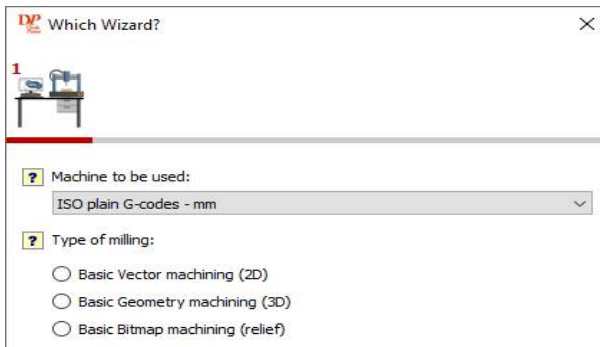 DP Which Wizard?
1
? Machine to be used:
ISO plain G-codes - mm
? Type of milling:
Basic Vector machining (2D)
Basic Geometry machining (3D)
Basic Bitmap machining (relief)